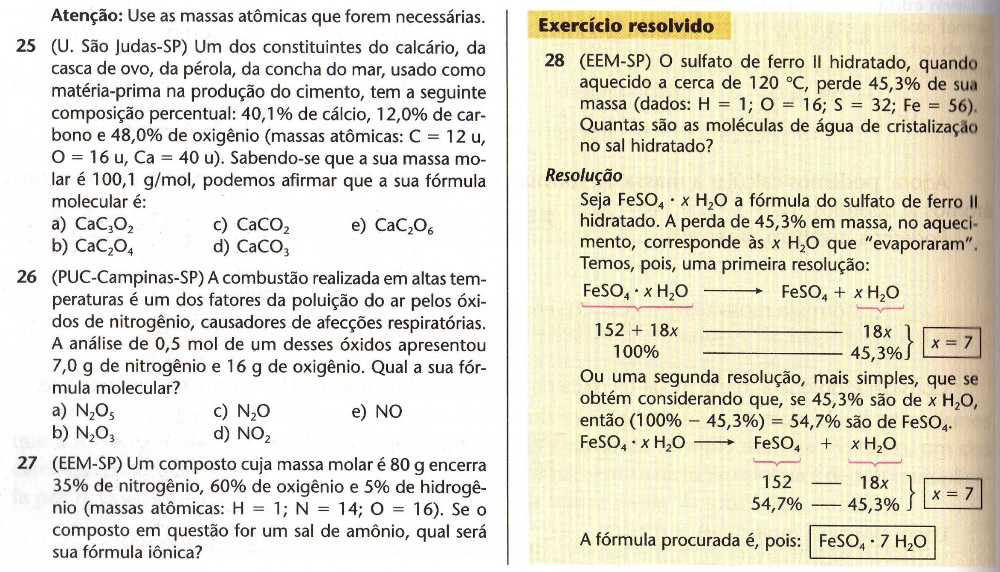 Atenção: Use as massas atômicas que forem necessárias.
25 (U. São Judas-SP) Um dos constituintes do calcário, da
casca de ovo, da pérola, da concha do mar, usado como
matéria-prima na produção do cimento, tem a seguinte
composição percentual: 40,1% de cálcio, 12,0% de car-
bono e 48,0% de oxigênio (massas atômicas: C = 12 u,
O = 16 u, Ca = 40 u). Sabendo-se que a sua massa mo-
lar é 100,1 g/mol, podemos afirmar que a sua fórmula
molecular é:
a) CaC₃O₂ c) CaCO₂ e) CaC₂O₆
b) CaC₂O₄ d) CaCO₃
26 (PUC-Campinas-SP) A combustão realizada em altas tem-
peraturas é um dos fatores da poluição do ar pelos óxi-
dos de nitrogênio, causadores de afecções respiratórias.
A análise de 0,5 mol de um desses óxidos apresentou
7,0 g de nitrogênio e 16 g de oxigênio. Qual a sua fór-
mula molecular?
a) N₂O₅ c) N₂O e) NO
b) N₂O₃ d) NO₂
27 (EEM-SP) Um composto cuja massa molar é 80 g encerra
35% de nitrogênio, 60% de oxigênio e 5% de hidrogê-
nio (massas atômicas: H = 1; N = 14; O = 16). Se o
composto em questão for um sal de amônio, qual será
sua fórmula iônica?
Exercício resolvido
28 (EEM-SP) O sulfato de ferro II hidratado, quando
aquecido a cerca de 120 °C, perde 45,3% de sua
massa (dados: H = 1; O = 16; S = 32; Fe = 56).
Quantas são as moléculas de água de cristalização
no sal hidratado?
Resolução
Seja FeSO₄ · x H₂O a fórmula do sulfato de ferro II
hidratado. A perda de 45,3% em massa, no aqueci-
mento, corresponde às x H₂O que "evaporaram".
Temos, pois, uma primeira resolução:
FeSO₄ · x H₂O ⟶ FeSO₄ + x H₂O
152 + 18x 18x
x = 7
100% 45,3%
Ou uma segunda resolução, mais simples, que se
obtém considerando que, se 45,3% são de x H₂O,
então (100% − 45,3%) = 54,7% são de FeSO₄.
FeSO₄ · x H₂O ⟶ FeSO₄ + x H₂O
152 — 18x
x = 7
54,7% — 45,3%
A fórmula procurada é, pois: FeSO₄ · 7 H₂O